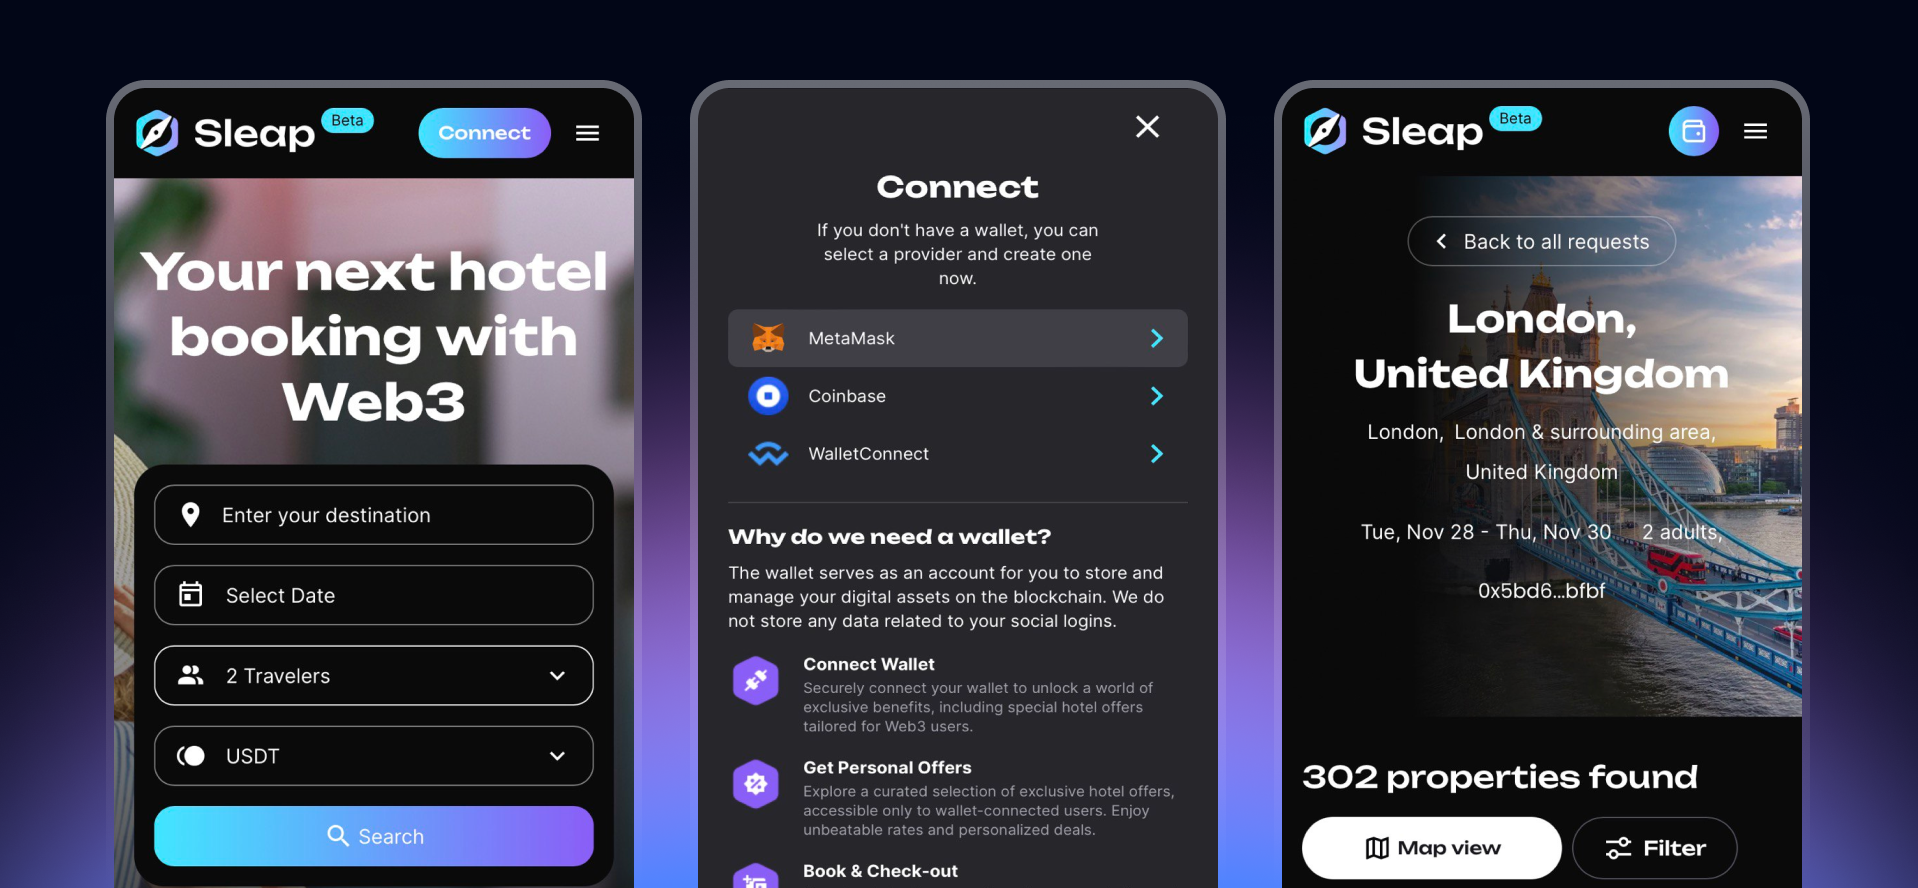 Sleap
Beta
Connect
Your next hotel
booking with
Web3
Enter your destination
Select Date
2 Travelers
USDT
Search
Connect
If you don't have a wallet, you can
select a provider and create one
now.
MetaMask
Coinbase
WalletConnect
Why do we need a wallet?
The wallet serves as an account for you to store and
manage your digital assets on the blockchain. We do
not store any data related to your social logins.
Connect Wallet
Securely connect your wallet to unlock a world of
exclusive benefits, including special hotel offers
tailored for Web3 users.
Get Personal Offers
Explore a curated selection of exclusive hotel offers,
accessible only to wallet-connected users. Enjoy
unbeatable rates and personalized deals.
Book & Check-out
Sleap
Beta
Back to all requests
London,
United Kingdom
London, London & surrounding area,
United Kingdom
Tue, Nov 28 - Thu, Nov 30 2 adults,
0x5bd6...bfbf
302 properties found
Map view
Filter